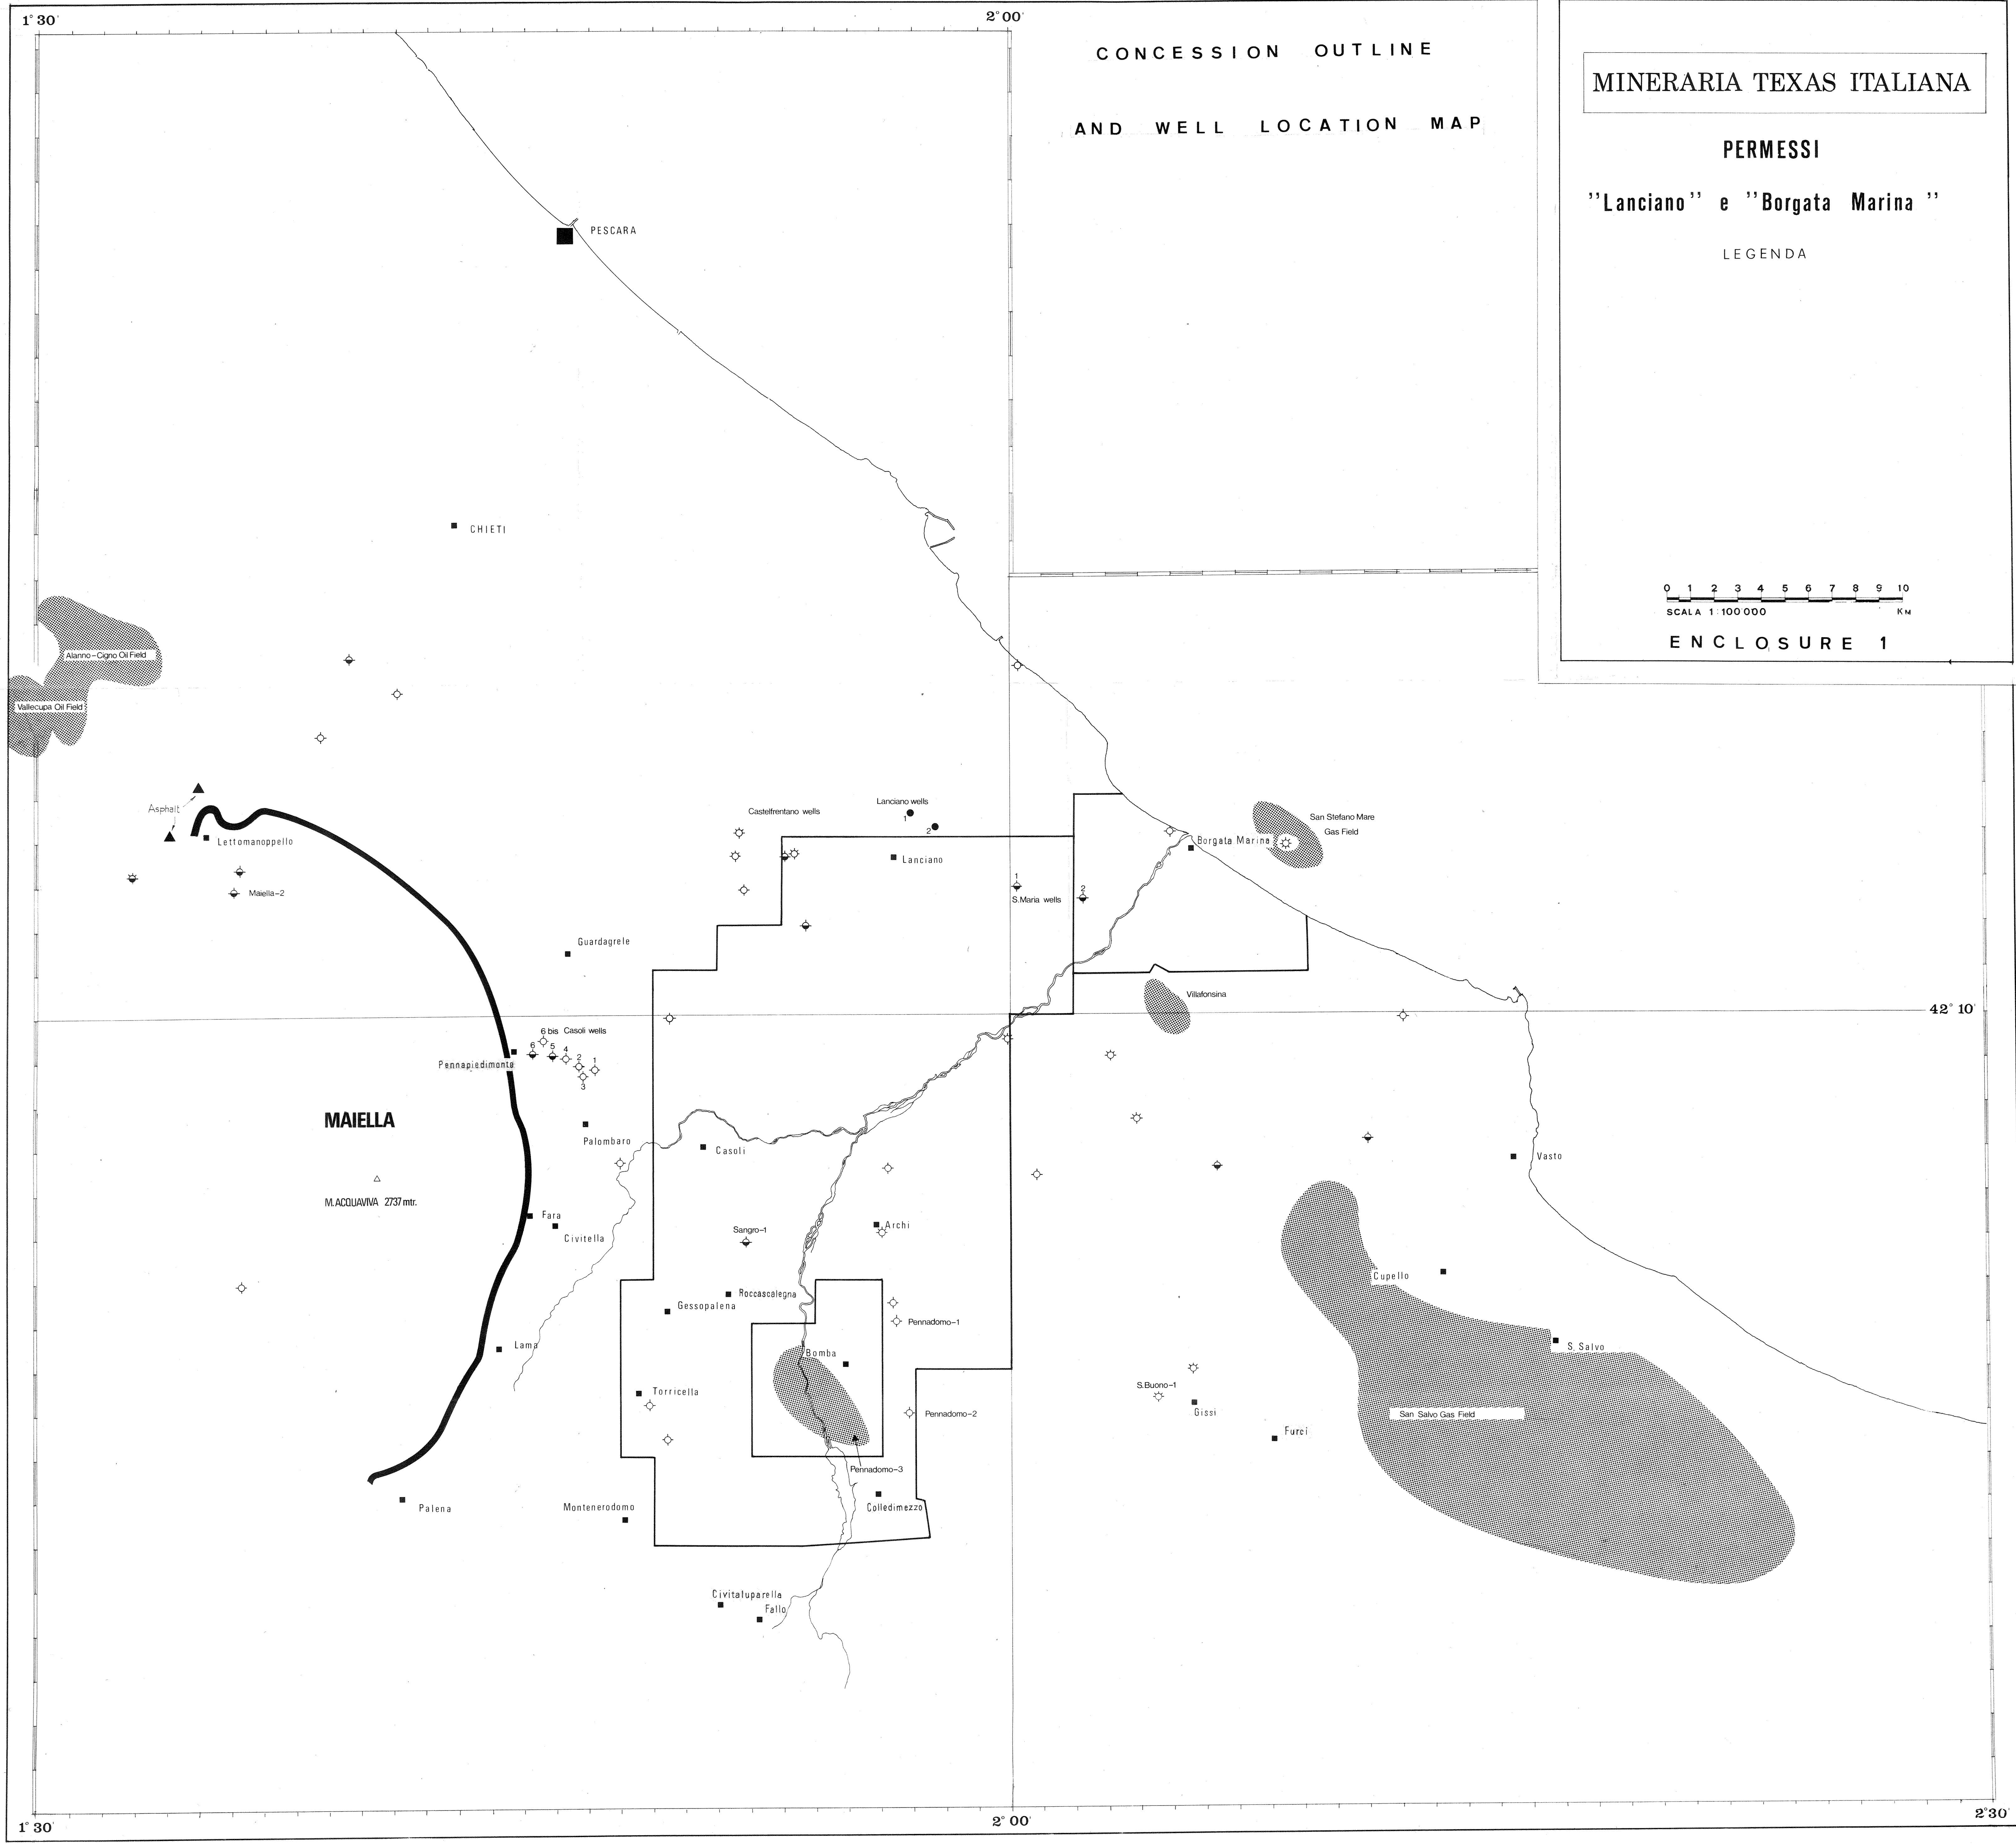 1° 30'
2° 00'
CONCESSION OUTLINE
AND WELL LOCATION MAP
MINERARIA TEXAS ITALIANA
PERMESSI
"Lanciano" e "Borgata Marina"
LEGENDA
0 1 2 3 4 5 6 7 8 9 10
SCALA 1:100'000 KM
ENCLOSURE 1
PESCARA
CHIETI
Alanno-Cigno Oil Field
Vallecupa Oil Field
Asphalt
Lettomanoppello
Maiella-2
Castelfrentano wells
Lanciano wells
1
2
Lanciano
Borgata Marina
San Stefano Mare
Gas Field
1
2
S.Maria wells
Guardagrele
Villafonsina
42° 10'
6 bis Casoli wells
6
5
4
2
1
3
Pennapiedimonte
MAIELLA
Palombaro
Casoli
Vasto
M.ACQUAVIVA 2737 mtr.
Fara
Civitella
Sangro-1
Archi
Cupello
Roccascalegna
Gessopalena
Pennadomo-1
Lama
Bomba
S. Salvo
Torricella
Pennadomo-2
S.Buono-1
Gissi
San Salvo Gas Field
Furci
Pennadomo-3
Palena
Montenerodomo
Colledimezzo
Civitaluparella
Fallo
1° 30'
2° 00'
2°30'